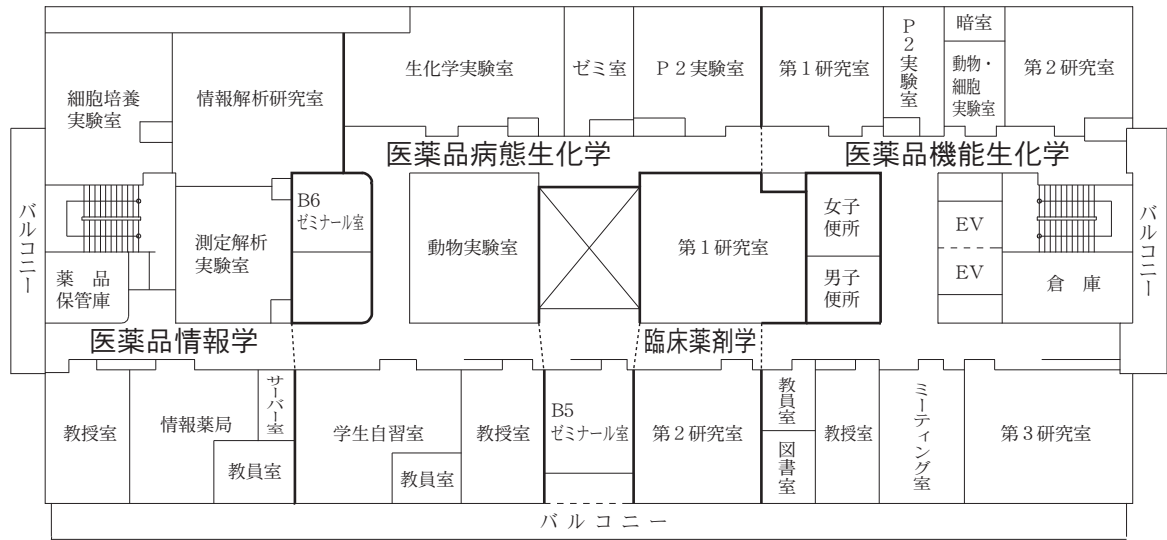 生化学実験室
ゼミ室
Ｐ２実験室
第１研究室
Ｐ２実験室
暗室
動物・
細胞
実験室
第２研究室
細胞培養
実験室
情報解析研究室
医薬品病態生化学
医薬品機能生化学
バルコニー
B6
ゼミナール室
測定解析
実験室
動物実験室
第１研究室
女子
便所
男子
便所
EV
EV
倉庫
バルコニー
薬品
保管庫
医薬品情報学
臨床薬剤学
教授室
情報薬局
サーバー室
教員室
学生自習室
教員室
教授室
B5
ゼミナール室
第２研究室
教員室
図書室
教授室
ミーティング室
第３研究室
バルコニー